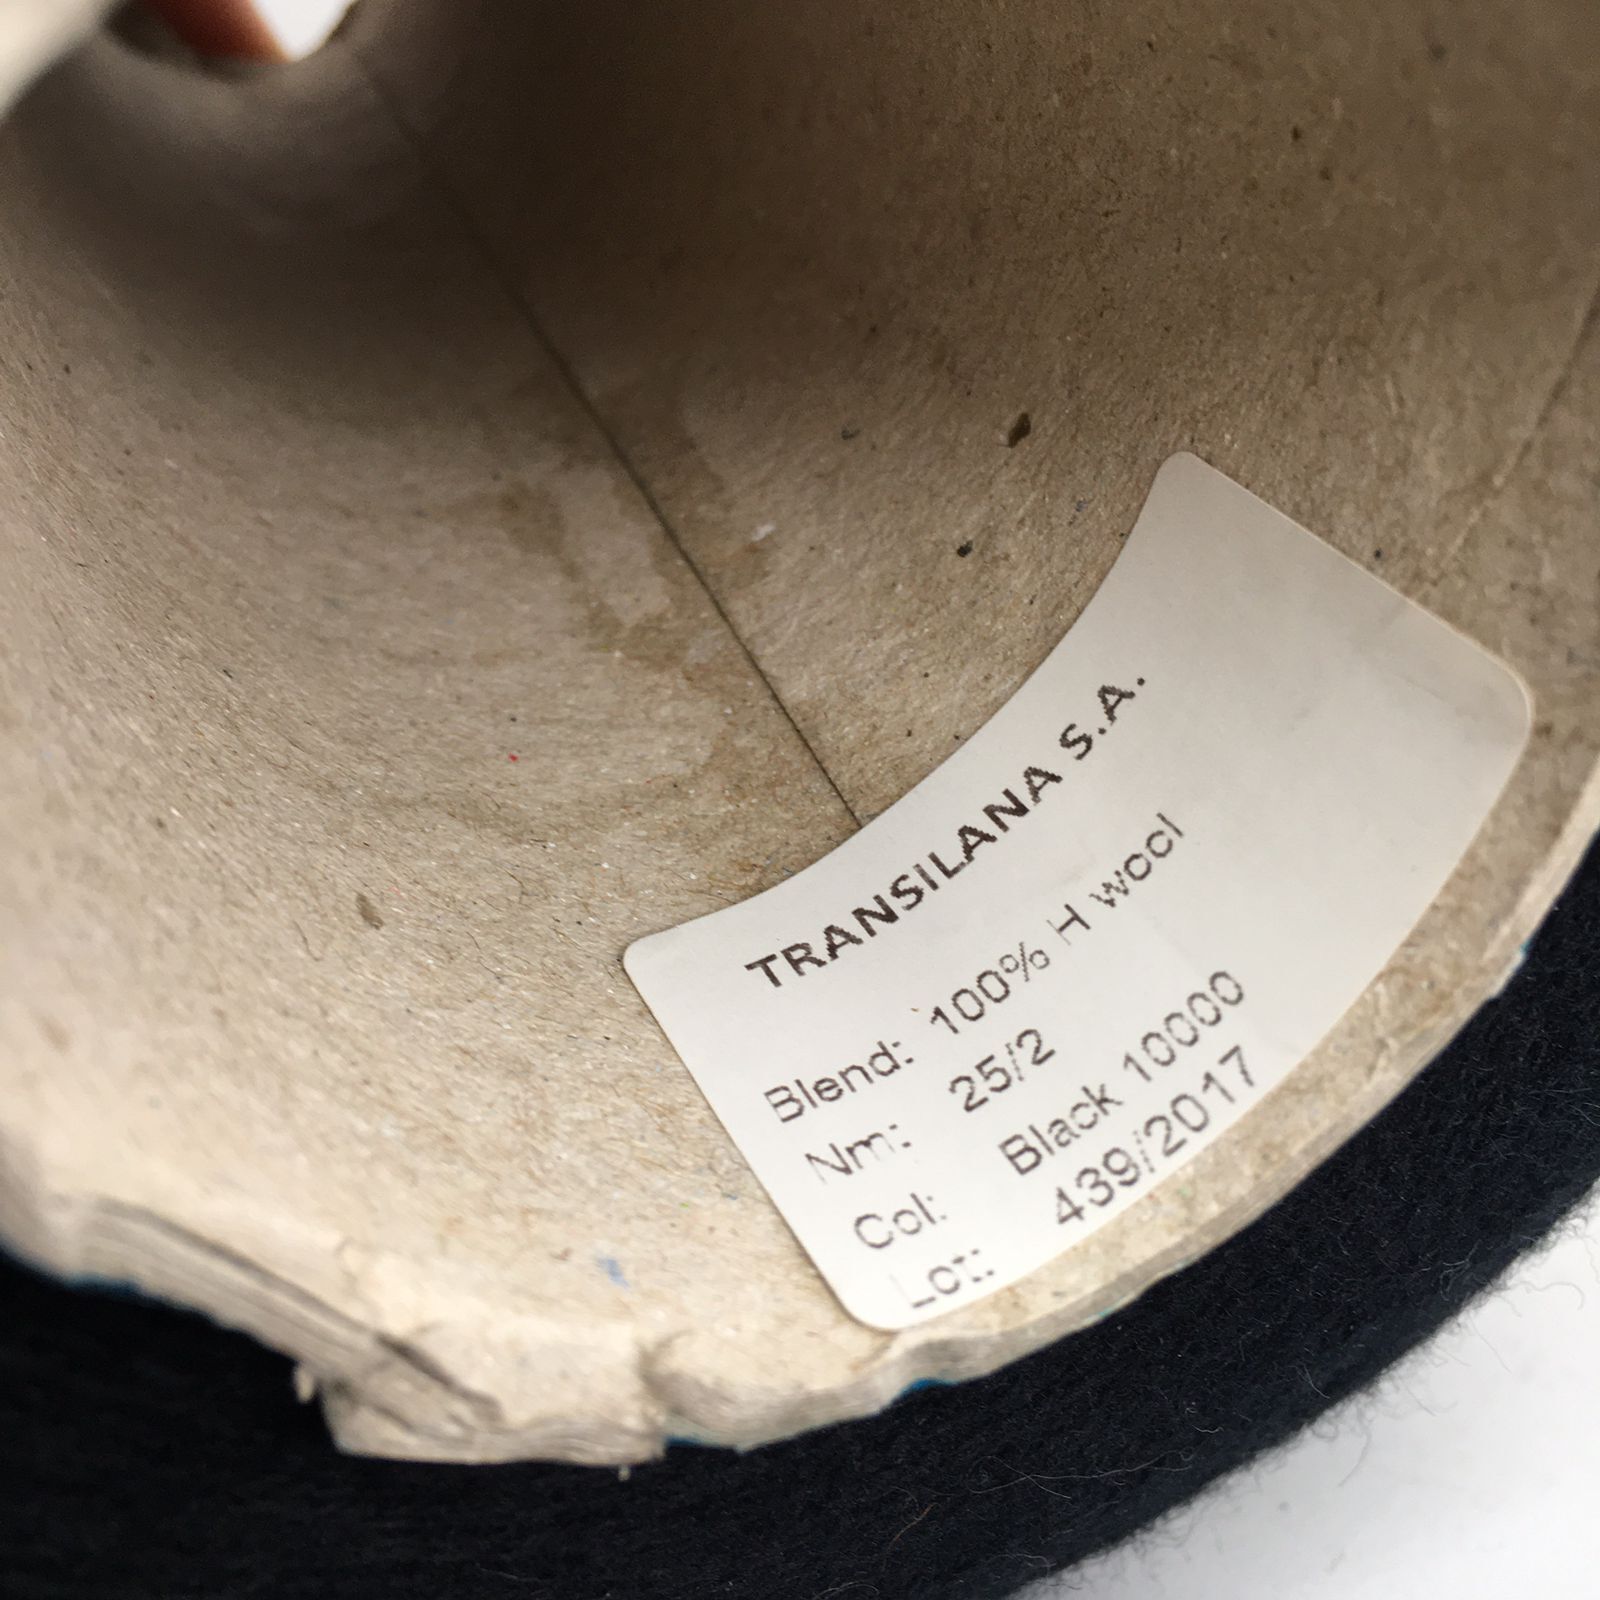 TRANSILANA S.A.
Blend: 100% H wool
Nm: 25/2
Col: Black 10000
Lot: 439/2017